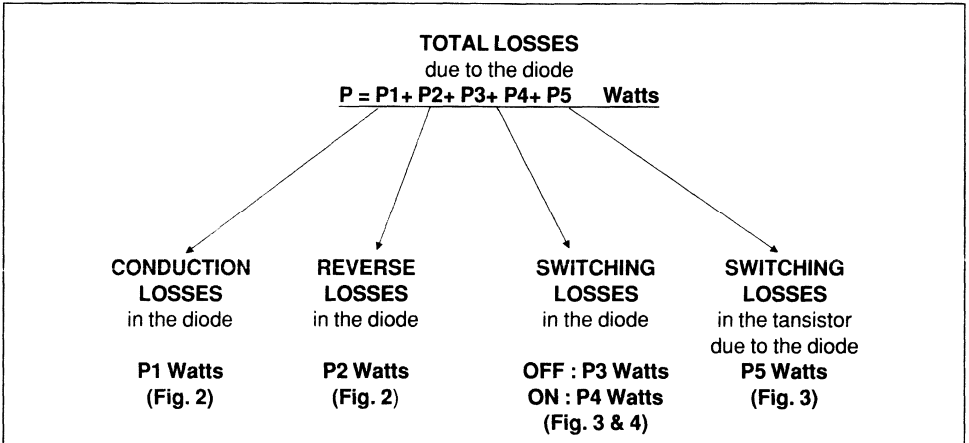 TOTAL LOSSES
due to the diode
P = P1+ P2+ P3+ P4+ P5 Watts
CONDUCTION
LOSSES
in the diode
P1 Watts
(Fig. 2)
REVERSE
LOSSES
in the diode
P2 Watts
(Fig. 2)
SWITCHING
LOSSES
in the diode
OFF : P3 Watts
ON : P4 Watts
(Fig. 3 & 4)
SWITCHING
LOSSES
in the tansistor
due to the diode
P5 Watts
(Fig. 3)